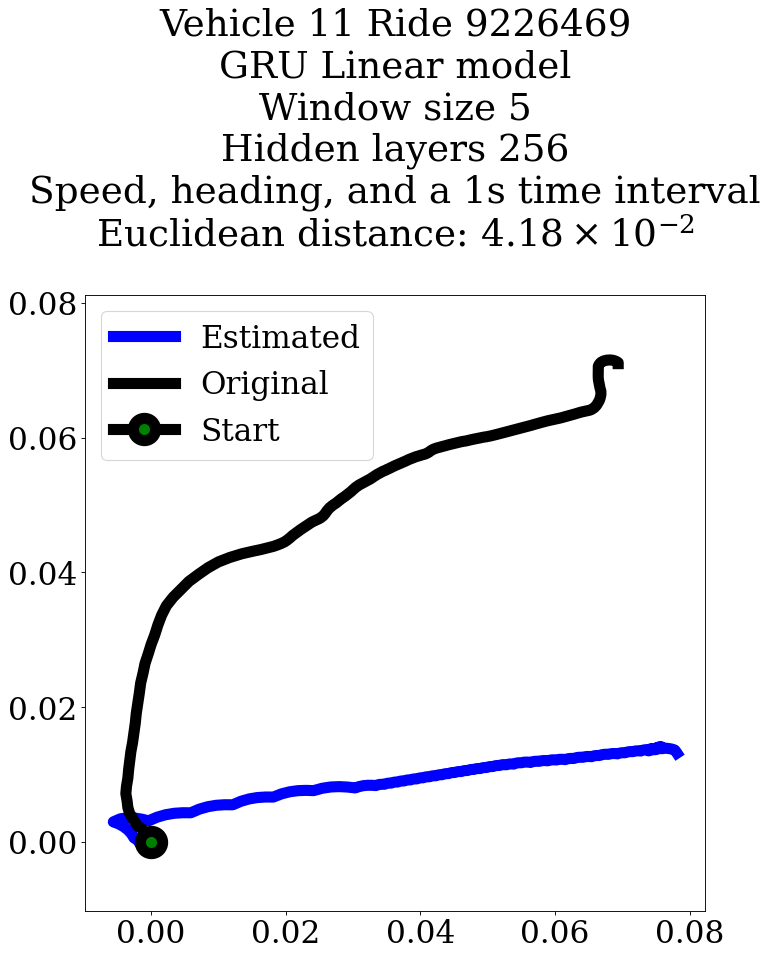 Vehicle 11 Ride 9226469
GRU Linear model
Window size 5
Hidden layers 256
Speed, heading, and a 1s time interval
Euclidean distance: 4.18 × 10⁻²
0.08
Estimated
Original
Start
0.06
0.04
0.02
0.00
0.00 0.02 0.04 0.06 0.08